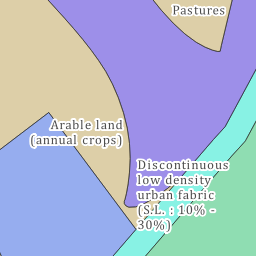 Pastures
Arable land
(annual crops)
Discontinuous
low density
urban fabric
(S.L. : 10% -
30%)